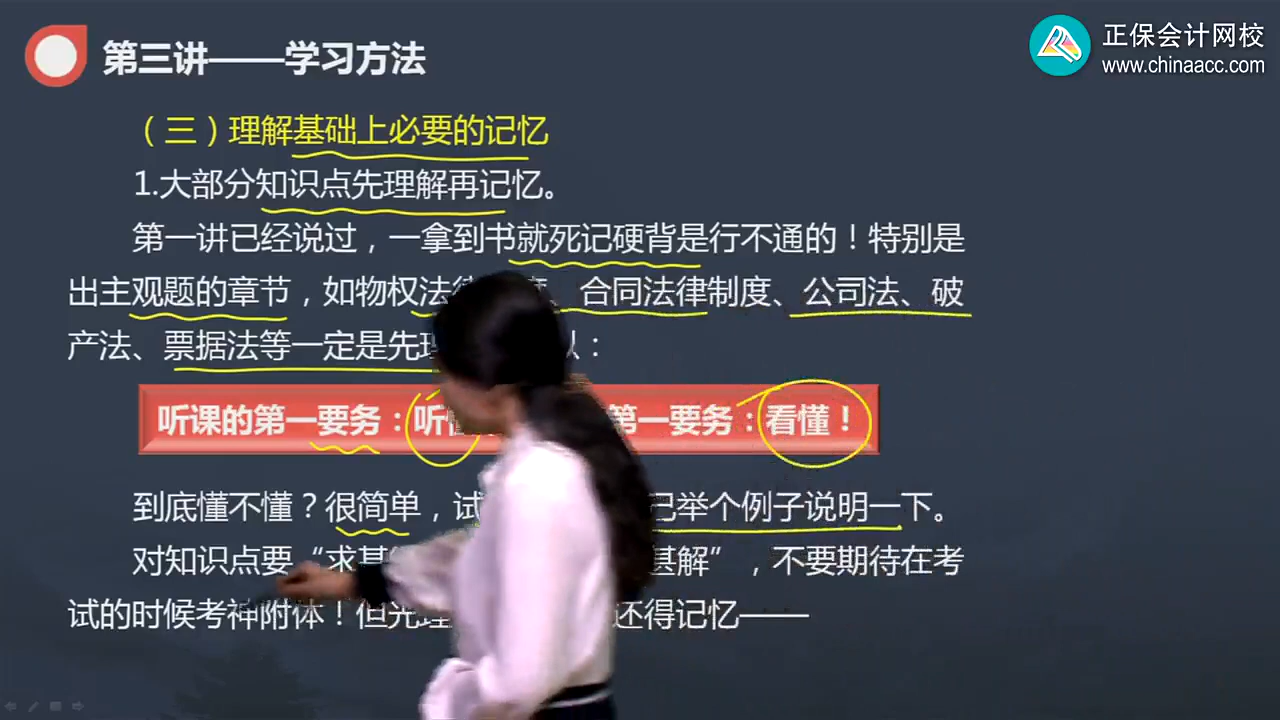 第三讲——学习方法
正保会计网校
www.chinaacc.com
（三）理解基础上必要的记忆
1.大部分知识点先理解再记忆。
第一讲已经说过，一拿到书就死记硬背是行不通的！特别是
出主观题的章节，如物权法、合同法律制度、公司法、破
产法、票据法等一定是先理：
听课的第一要务：听 第一要务：看懂！
到底懂不懂？很简单，试 己举个例子说明一下。
对知识点要“求甚 甚解”，不要期待在考
试的时候考神附体！但先理 还得记忆——